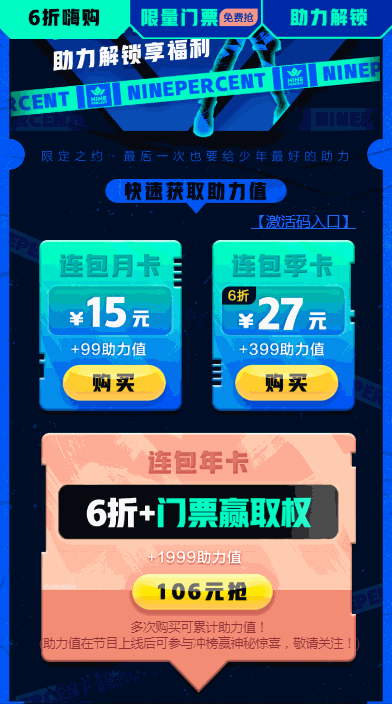 6折嗨购
限量门票
免费抢
助力解锁
助力解锁享福利
NINEPERCENT
NINEP
ERCENT
NINE
NINE
限定之约·最后一次也要给少年最好的助力
快速获取助力值
【激活码入口】
连包月卡
¥15元
+99助力值
购买
连包季卡
6折
¥27元
+399助力值
购买
连包年卡
6折+门票赢取权
+1999助力值
106元抢
多次购买可累计助力值！
(助力值在节目上线后可参与冲榜赢神秘惊喜，敬请关注！)